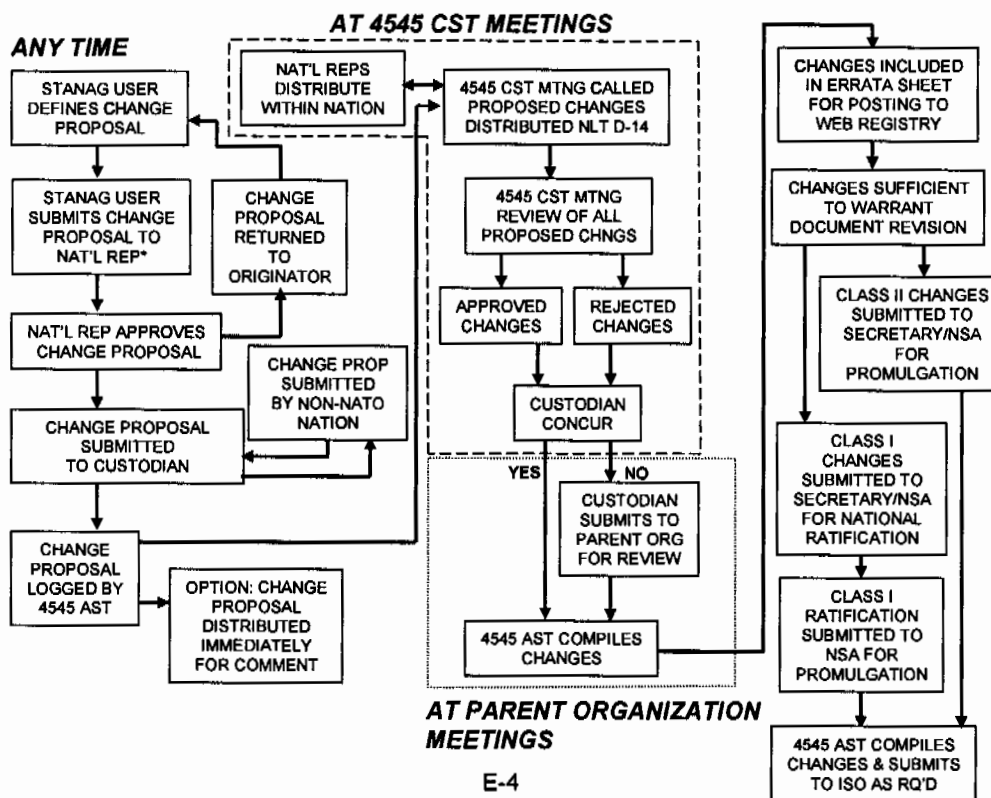 AT 4545 CST MEETINGS
ANY TIME
STANAG USER
DEFINES CHANGE
PROPOSAL
STANAG USER
SUBMITS CHANGE
PROPOSAL TO
NAT'L REP*
CHANGE
PROPOSAL
RETURNED
TO
ORIGINATOR
NAT'L REP APPROVES
CHANGE PROPOSAL
CHANGE PROP
SUBMITTED
BY NON-NATO
NATION
CHANGE PROPOSAL
SUBMITTED
TO CUSTODIAN
CHANGE
PROPOSAL
LOGGED BY
4545 AST
OPTION: CHANGE
PROPOSAL
DISTRIBUTED
IMMEDIATELY
FOR COMMENT
NAT'L REPS
DISTRIBUTE
WITHIN NATION
4545 CST MTNG CALLED
PROPOSED CHANGES
DISTRIBUTED NLT D-14
4545 CST MTNG
REVIEW OF ALL
PROPOSED CHNGS
APPROVED
CHANGES
REJECTED
CHANGES
CUSTODIAN
CONCUR
YES
NO
CUSTODIAN
SUBMITS TO
PARENT ORG
FOR REVIEW
4545 AST COMPILES
CHANGES
AT PARENT ORGANIZATION
MEETINGS
CHANGES INCLUDED
IN ERRATA SHEET
FOR POSTING TO
WEB REGISTRY
CHANGES SUFFICIENT
TO WARRANT
DOCUMENT REVISION
CLASS II CHANGES
SUBMITTED TO
SECRETARY/NSA
FOR
PROMULGATION
CLASS I
CHANGES
SUBMITTED TO
SECRETARY/NSA
FOR NATIONAL
RATIFICATION
CLASS I
RATIFICATION
SUBMITTED TO
NSA FOR
PROMULGATION
4545 AST COMPILES
CHANGES & SUBMITS
TO ISO AS RQ'D
E-4